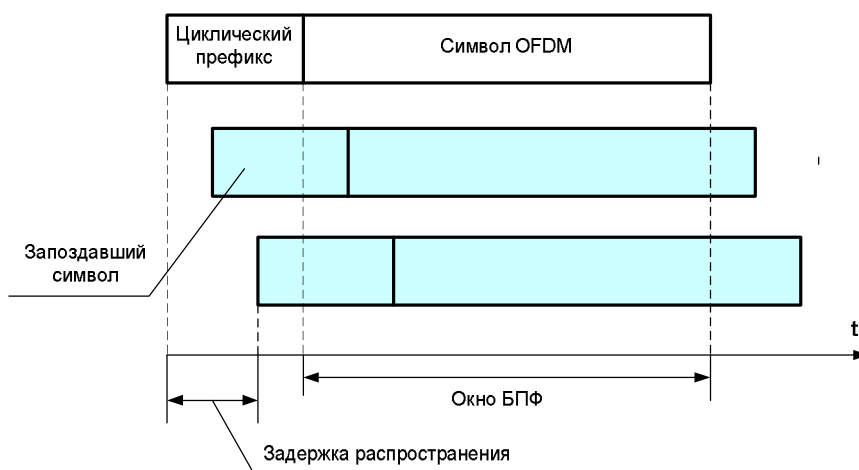 Циклический
префикс
Символ OFDM
Запоздавший
символ
t
Окно БПФ
Задержка распространения